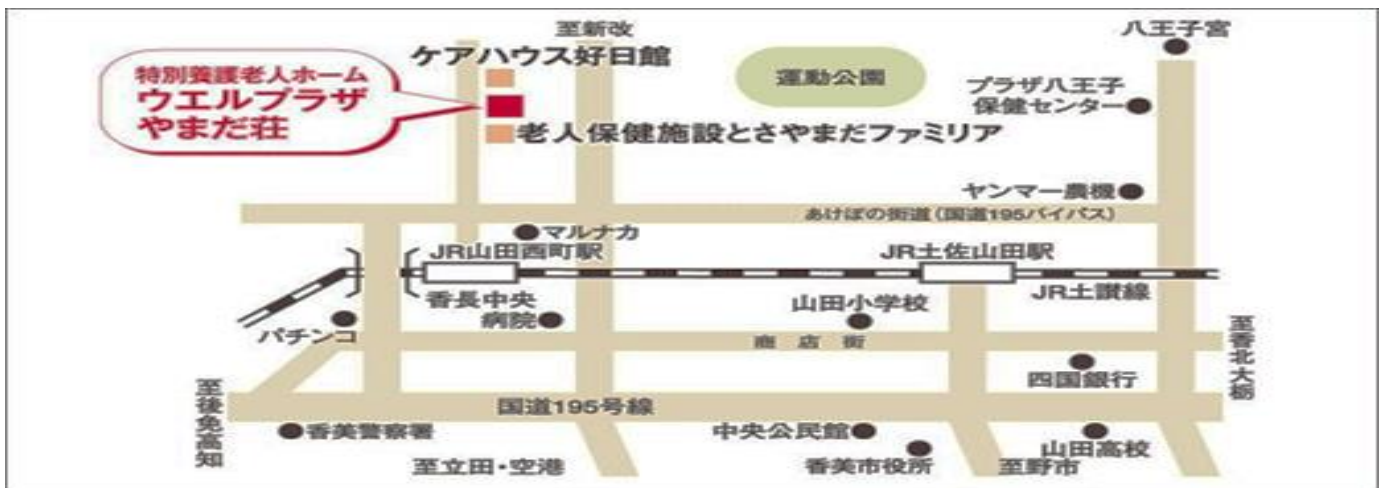 至新改
八王子宮
ケアハウス好日館
特別養護老人ホーム
ウエルプラザ
やまだ荘
運動公園
プラザ八王子
保健センター
老人保健施設とさやまだファミリア
ヤンマー農機
あけぼの街道(国道195バイパス)
マルナカ
JR山田西町駅
JR土佐山田駅
香長中央
病院
山田小学校
JR土讃線
パチンコ
商店街
至香北大栃
四国銀行
至後免高知
国道195号線
香美警察署
中央公民館
山田高校
至立田・空港
香美市役所
至野市